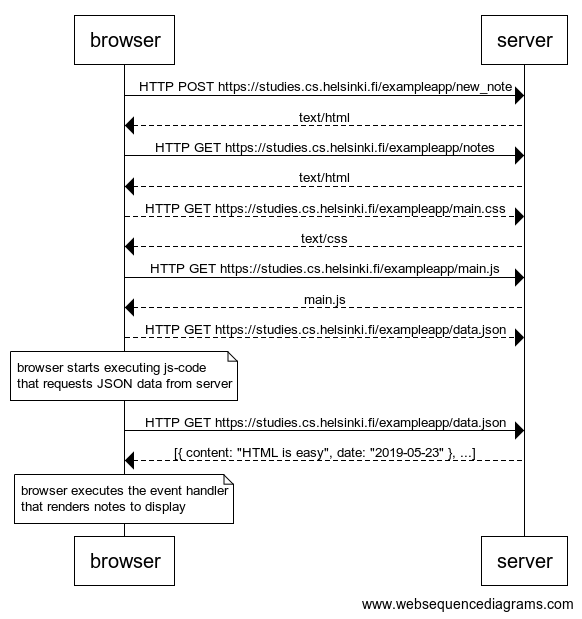 browser server
HTTP POST https://studies.cs.helsinki.fi/exampleapp/new_note
text/html
HTTP GET https://studies.cs.helsinki.fi/exampleapp/notes
text/html
HTTP GET https://studies.cs.helsinki.fi/exampleapp/main.css
text/css
HTTP GET https://studies.cs.helsinki.fi/exampleapp/main.js
main.js
HTTP GET https://studies.cs.helsinki.fi/exampleapp/data.json
browser starts executing js-code
that requests JSON data from server
HTTP GET https://studies.cs.helsinki.fi/exampleapp/data.json
[{ content: "HTML is easy", date: "2019-05-23" }, ...]
browser executes the event handler
that renders notes to display
browser server
www.websequencediagrams.com